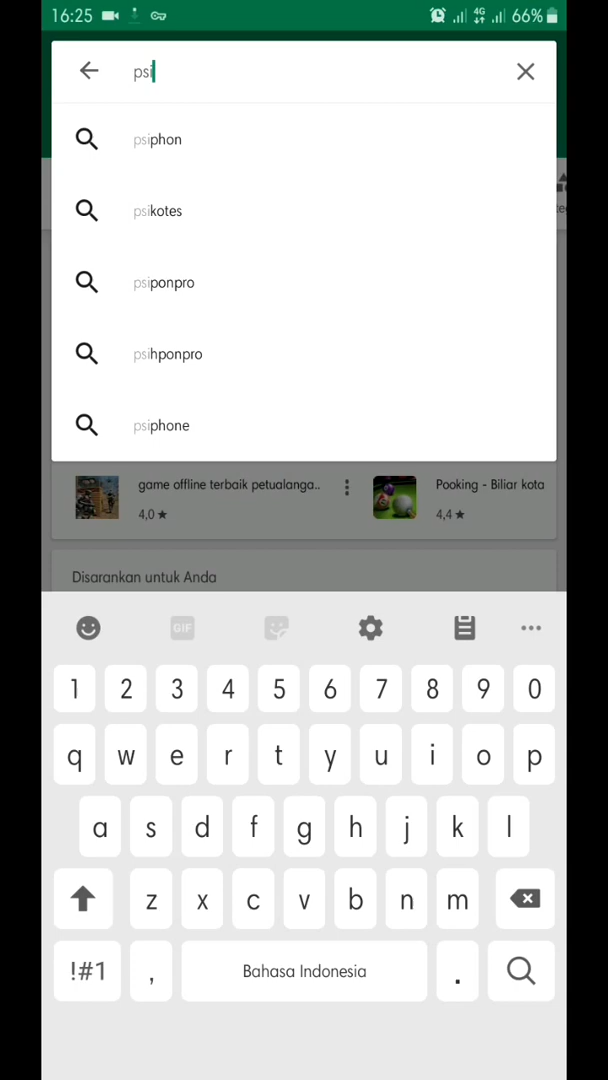 16:25 4G 66%
psi
psiphon
psikotes
psiponpro
psihponpro
psiphone
game offline terbaik petualanga..
4,0 ★
Pooking - Biliar kota
4,4 ★
Disarankan untuk Anda
GIF
1 2 3 4 5 6 7 8 9 0
q w e r t y u i o p
a s d f g h j k l
z x c v b n m
!#1 , Bahasa Indonesia .